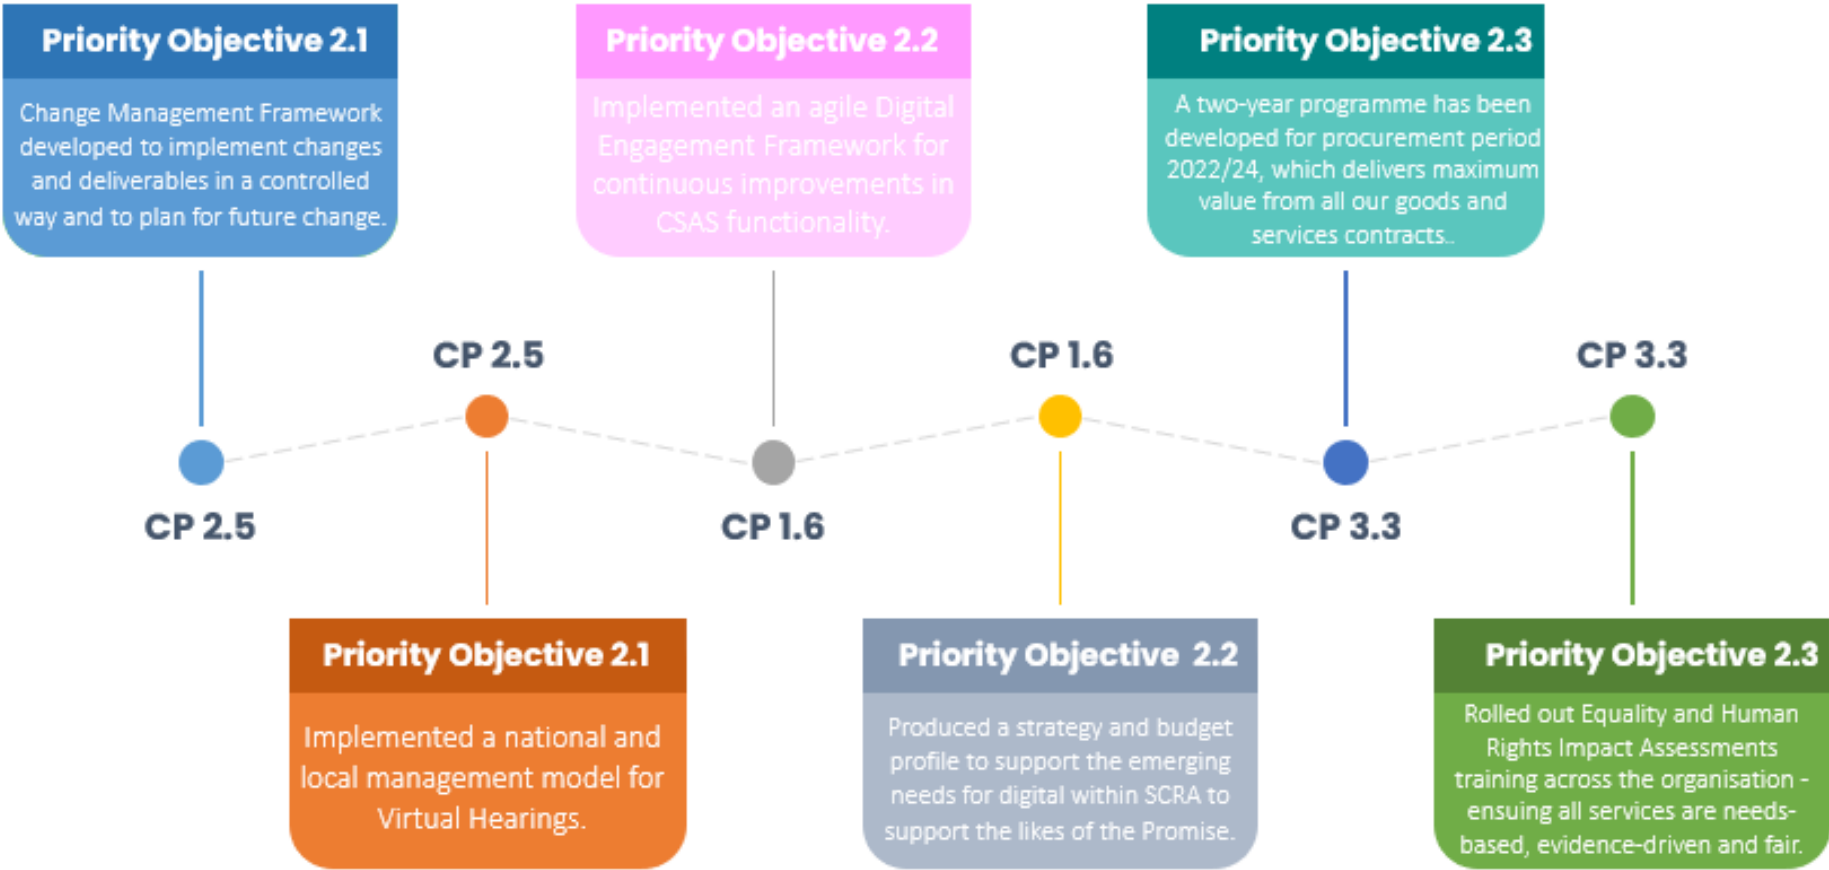 Priority Objective 2.1
Change Management Framework
developed to implement changes
and deliverables in a controlled
way and to plan for future change.
Priority Objective 2.2
Implemented an agile Digital
Engagement Framework for
continuous improvements in
CSAS functionality.
Priority Objective 2.3
A two-year programme has been
developed for procurement period
2022/24, which delivers maximum
value from all our goods and
services contracts..
CP 2.5
CP 1.6
CP 3.3
CP 2.5
CP 1.6
CP 3.3
Priority Objective 2.1
Implemented a national and
local management model for
Virtual Hearings.
Priority Objective 2.2
Produced a strategy and budget
profile to support the emerging
needs for digital within SCRA to
support the likes of the Promise.
Priority Objective 2.3
Rolled out Equality and Human
Rights Impact Assessments
training across the organisation -
ensuing all services are needs-
based, evidence-driven and fair.